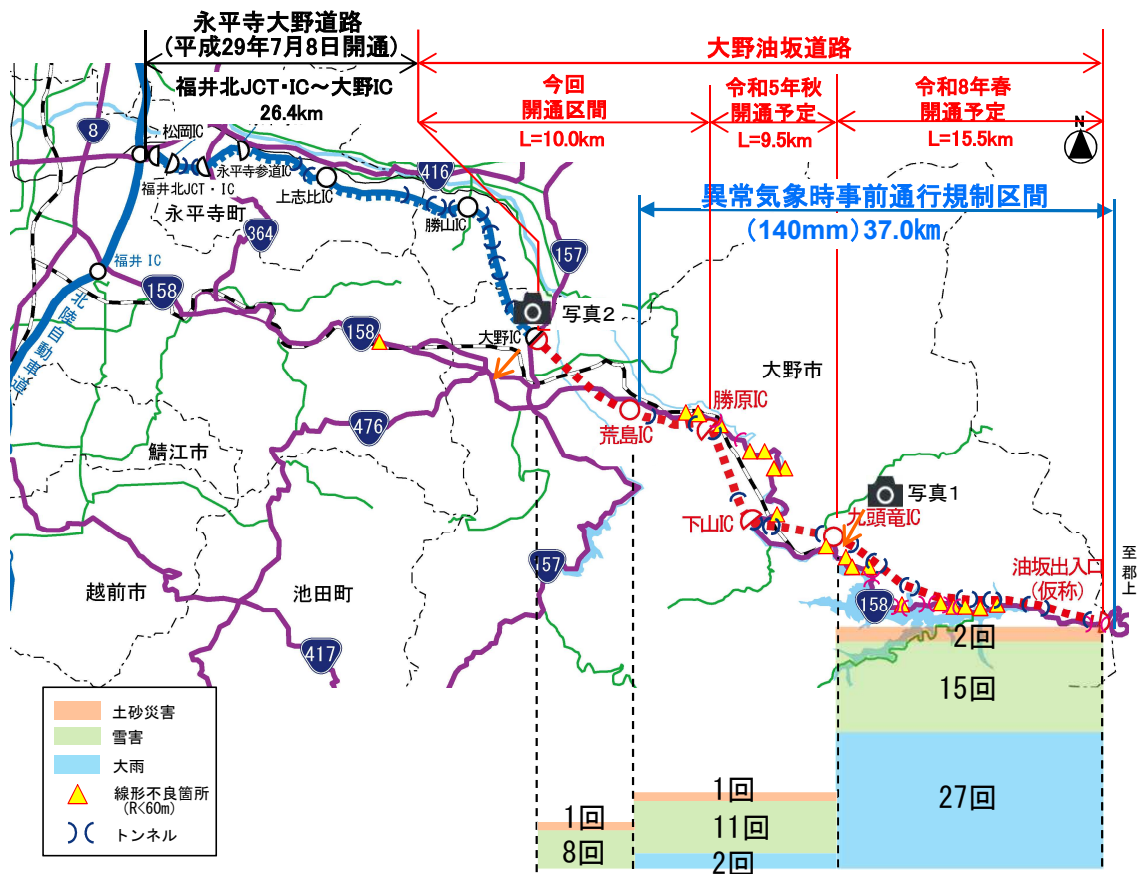 永平寺大野道路
(平成29年7月8日開通)
福井北JCT・IC～大野IC
26.4km
大野油坂道路
今回
開通区間
L=10.0km
令和5年秋
開通予定
L=9.5km
令和8年春
開通予定
L=15.5km
N
異常気象時事前通行規制区間
(140mm)37.0km
8
松岡IC
福井北JCT・IC
永平寺参道IC
上志比IC
416
勝山IC
永平寺町
364
157
福井IC
158
北陸自動車道
158
大野IC
写真2
大野市
476
荒島IC
勝原IC
鯖江市
写真1
下山IC
九頭竜IC
157
至郡上
油坂出入口
(仮称)
越前市
池田町
158
417
2回
15回
27回
1回
11回
2回
1回
8回
土砂災害
雪害
大雨
線形不良箇所
(R<60m)
トンネル